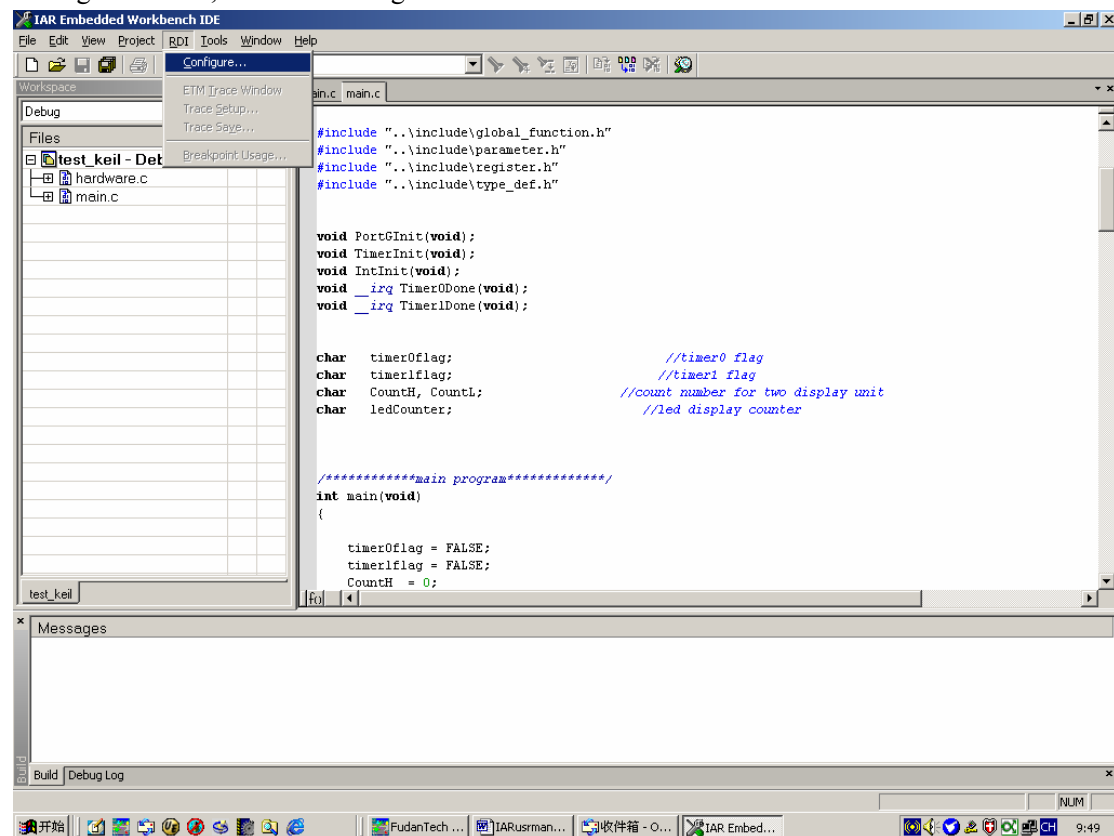 IAR Embedded Workbench IDE
File Edit View Project RDI Tools Window Help
Configure...
ETM Trace Window
Trace Setup...
Trace Save...
Breakpoint Usage...
Workspace
Debug
Files
test_keil - Deb
hardware.c
main.c
test_keil
ain.c main.c
#include "..\include\global_function.h"
#include "..\include\parameter.h"
#include "..\include\register.h"
#include "..\include\type_def.h"
void PortGInit(void);
void TimerInit(void);
void IntInit(void);
void __irq Timer0Done(void);
void __irq Timer1Done(void);
char timer0flag; //timer0 flag
char timer1flag; //timer1 flag
char CountH, CountL; //count number for two display unit
char ledCounter; //led display counter
/************main program*************/
int main(void)
{
timer0flag = FALSE;
timer1flag = FALSE;
CountH = 0;
fo
Messages
Build
Build Debug Log
NUM
开始 FudanTech ... IARusrman... 收件箱 - O... IAR Embed... CH 9:49